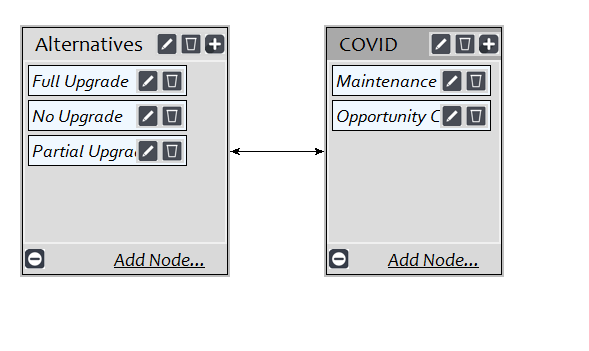 Alternatives
Full Upgrade
No Upgrade
Partial Upgra
Add Node...
COVID
Maintenance
Opportunity C
Add Node...